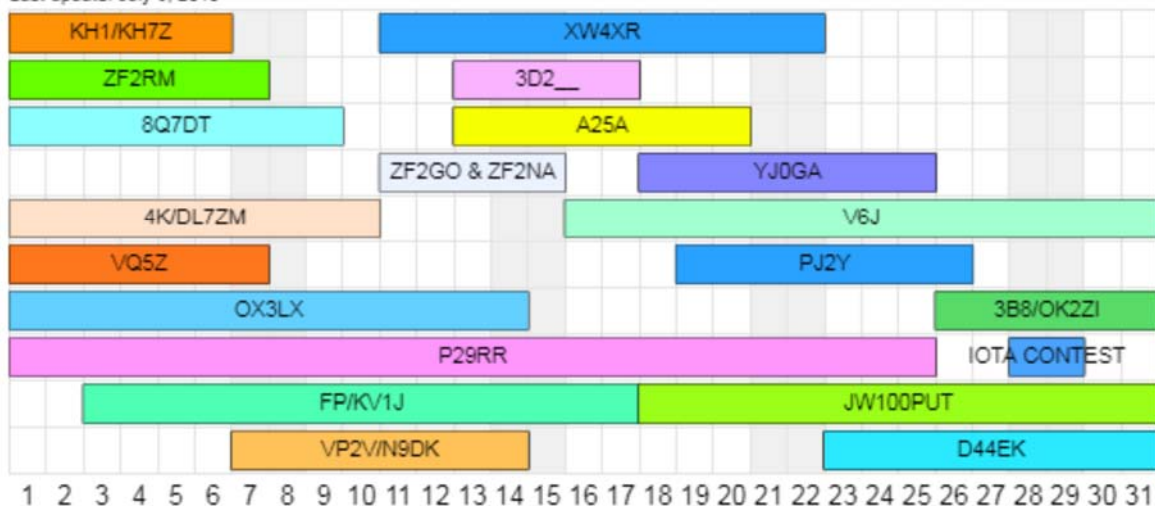 Last update: July
KH1/KH7Z XW4XR
ZF2RM 3D2__
8Q7DT A25A
ZF2GO & ZF2NA YJ0GA
4K/DL7ZM V6J
VQ5Z PJ2Y
OX3LX 3B8/OK2ZI
P29RR IOTA CONTEST
FP/KV1J JW100PUT
VP2V/N9DK D44EK
1 2 3 4 5 6 7 8 9 10 11 12 13 14 15 16 17 18 19 20 21 22 23 24 25 26 27 28 29 30 31